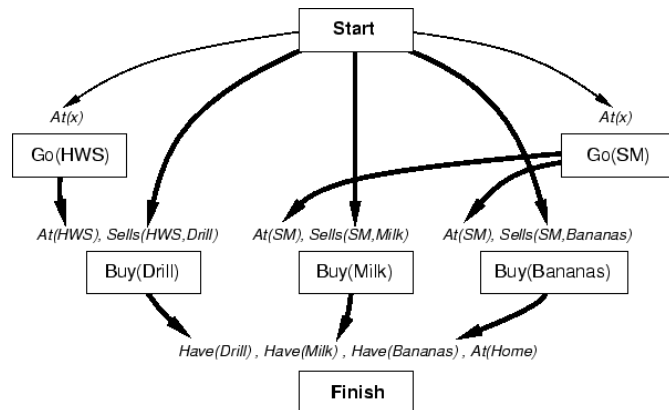 Start
At(x) At(x)
Go(HWS) Go(SM)
At(HWS), Sells(HWS,Drill) At(SM), Sells(SM,Milk) At(SM), Sells(SM,Bananas)
Buy(Drill) Buy(Milk) Buy(Bananas)
Have(Drill) , Have(Milk) , Have(Bananas) , At(Home)
Finish